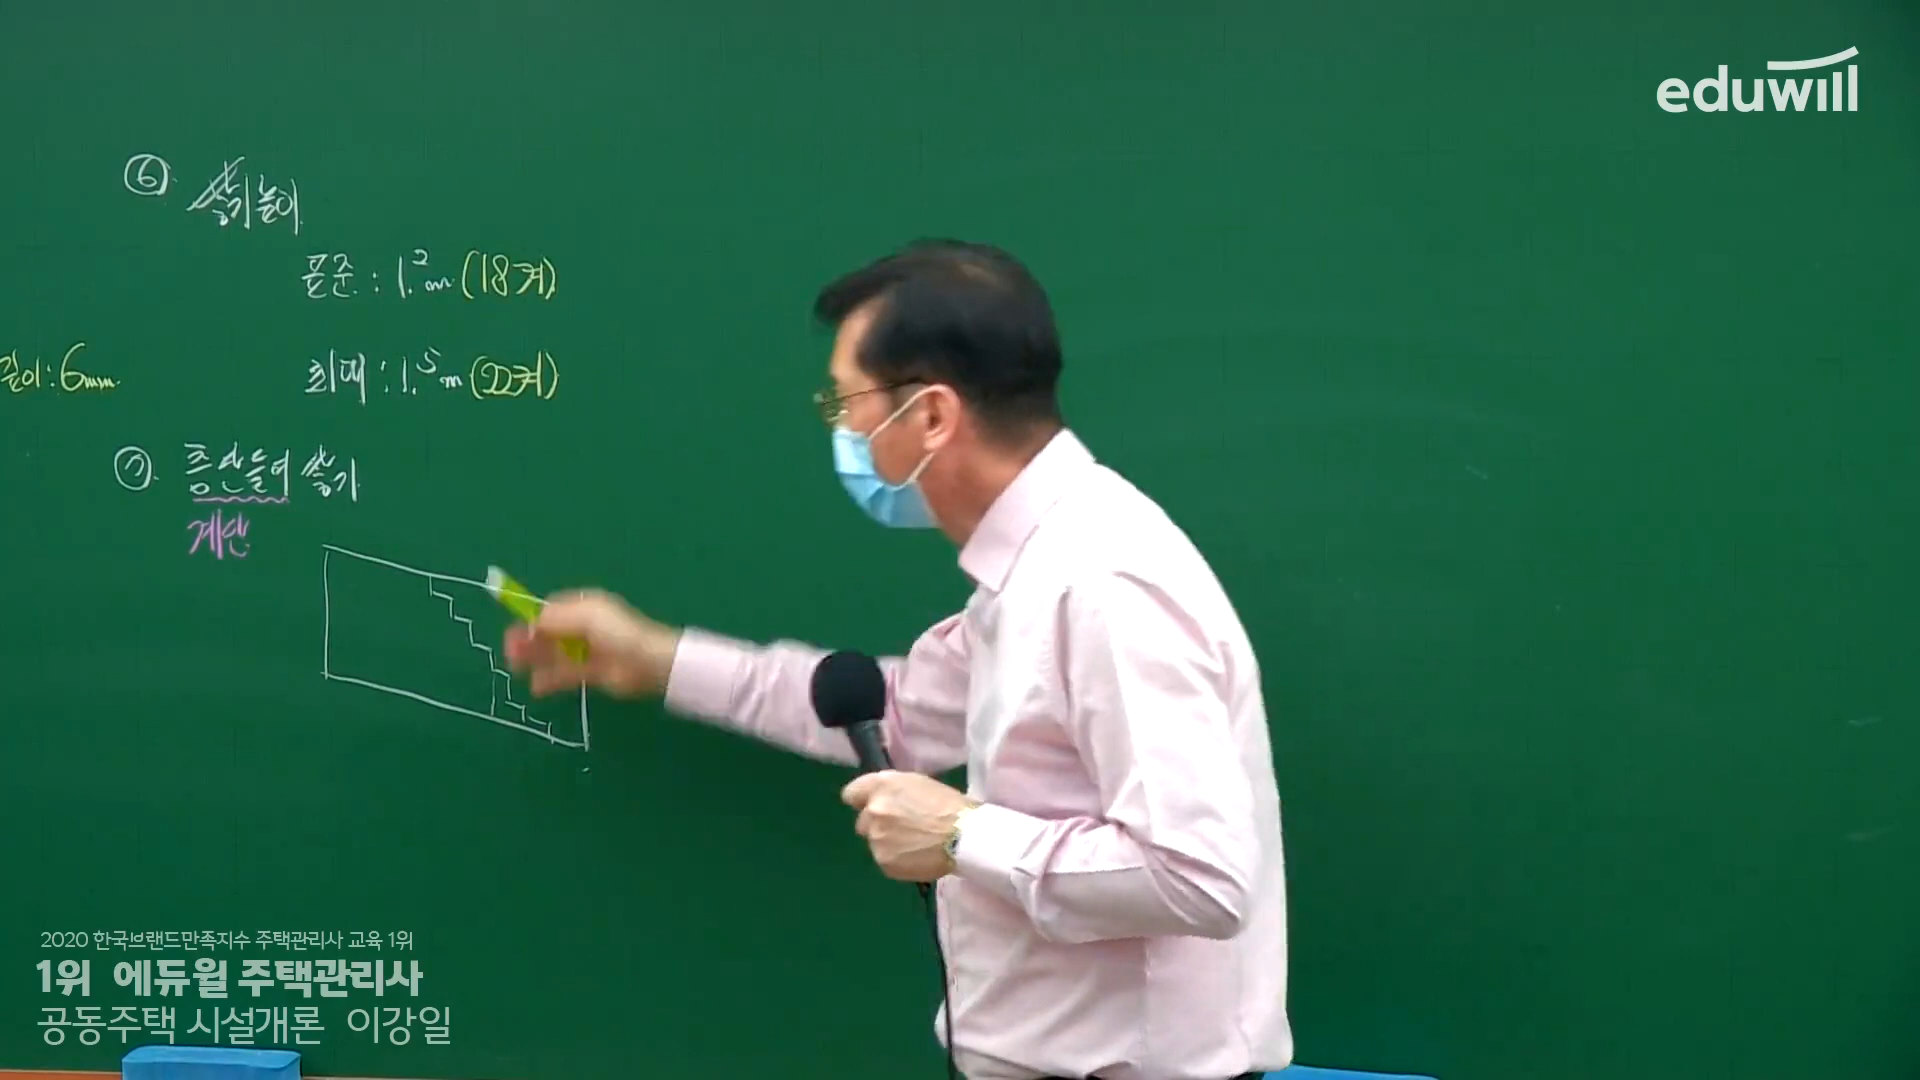 eduwill
⑥. 쌓기높이
표준 : 1.2m (18켜)
깊이 : 6mm.
최대 : 1.5m (22켜)
⑦. 층단들여 쌓기
계단
2020 한국브랜드만족지수 주택관리사 교육 1위
1위 에듀윌 주택관리사
공동주택 시설개론 이강일